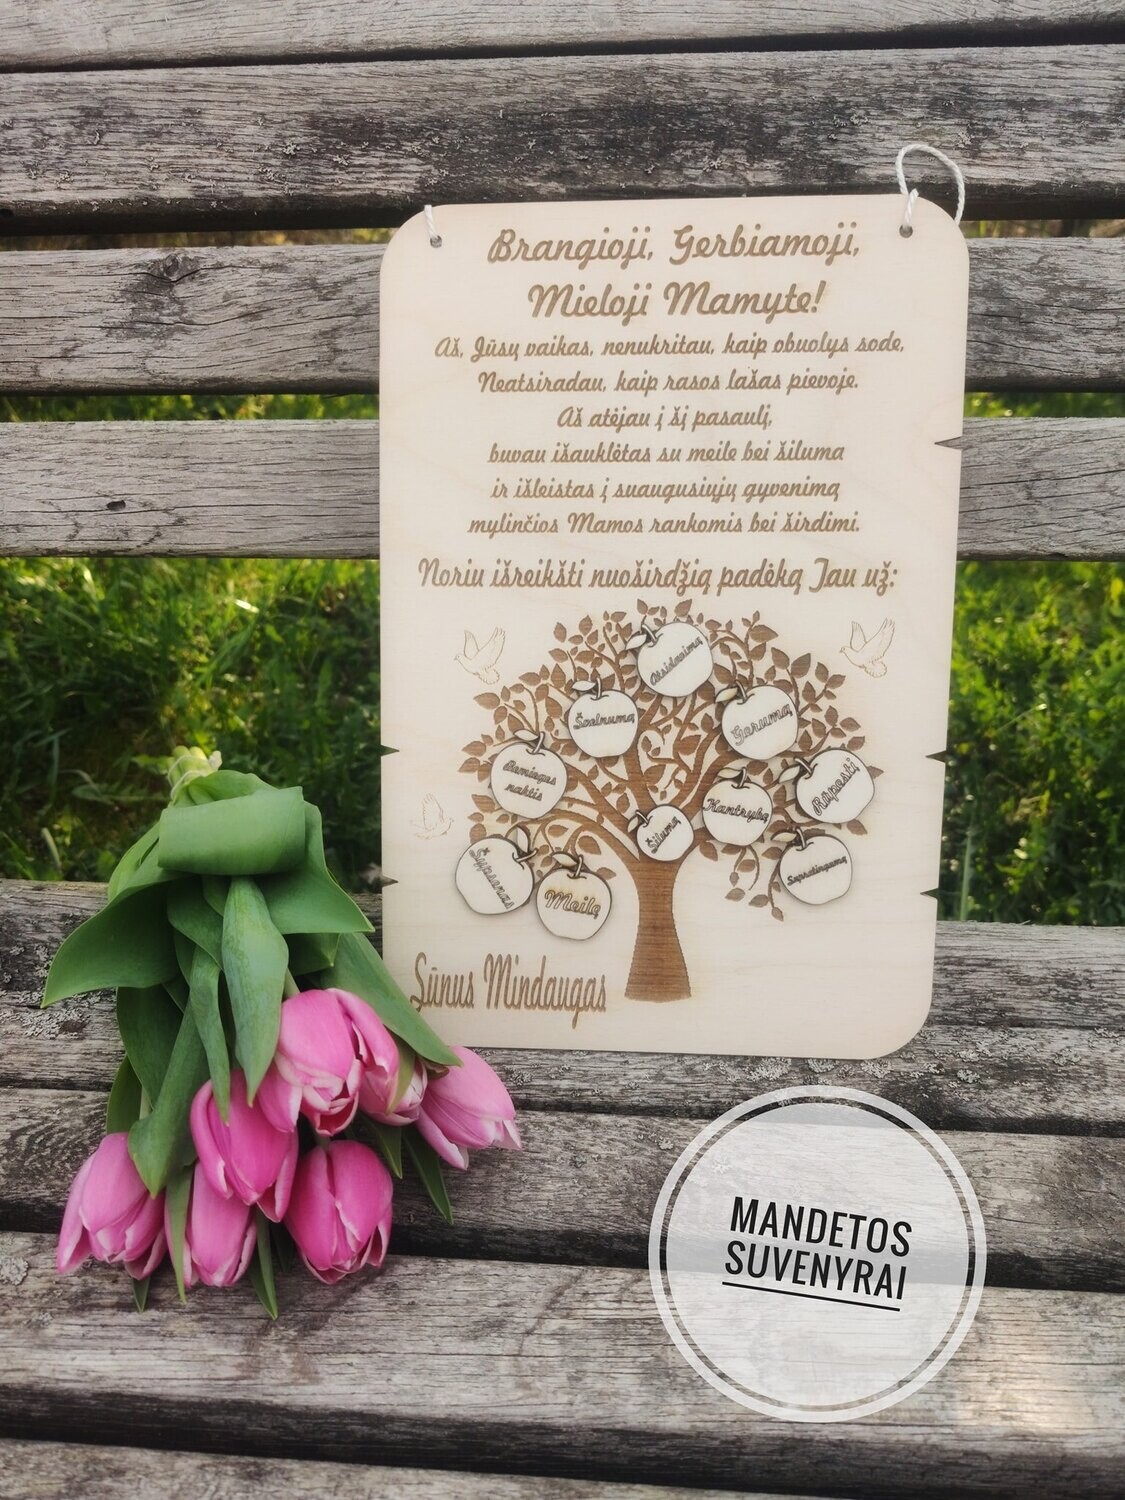 Brangioji, Gerbiamoji,
Mieloji Mamyte!
Aš, Jūsų vaikas, nenukritau, kaip obuolys sode,
Neatsiradau, kaip rasos lašas pievoje.
Aš atėjau į šį pasaulį,
buvau išauklėtas su meile bei šiluma
ir išleistas į suaugusiųjų gyvenimą
mylinčios Mamos rankomis bei širdimi.
Noriu išreikšti nuoširdžią padėką Jau už:
Atsidavimą
Švelnumą
Gerumą
Bemieges
naktis
Rūpestį
Kantrybę
Šilumą
Supratingumą
Šypsenas
Meilę
Sūnus Mindaugas
MANDETOS
SUVENYRAI